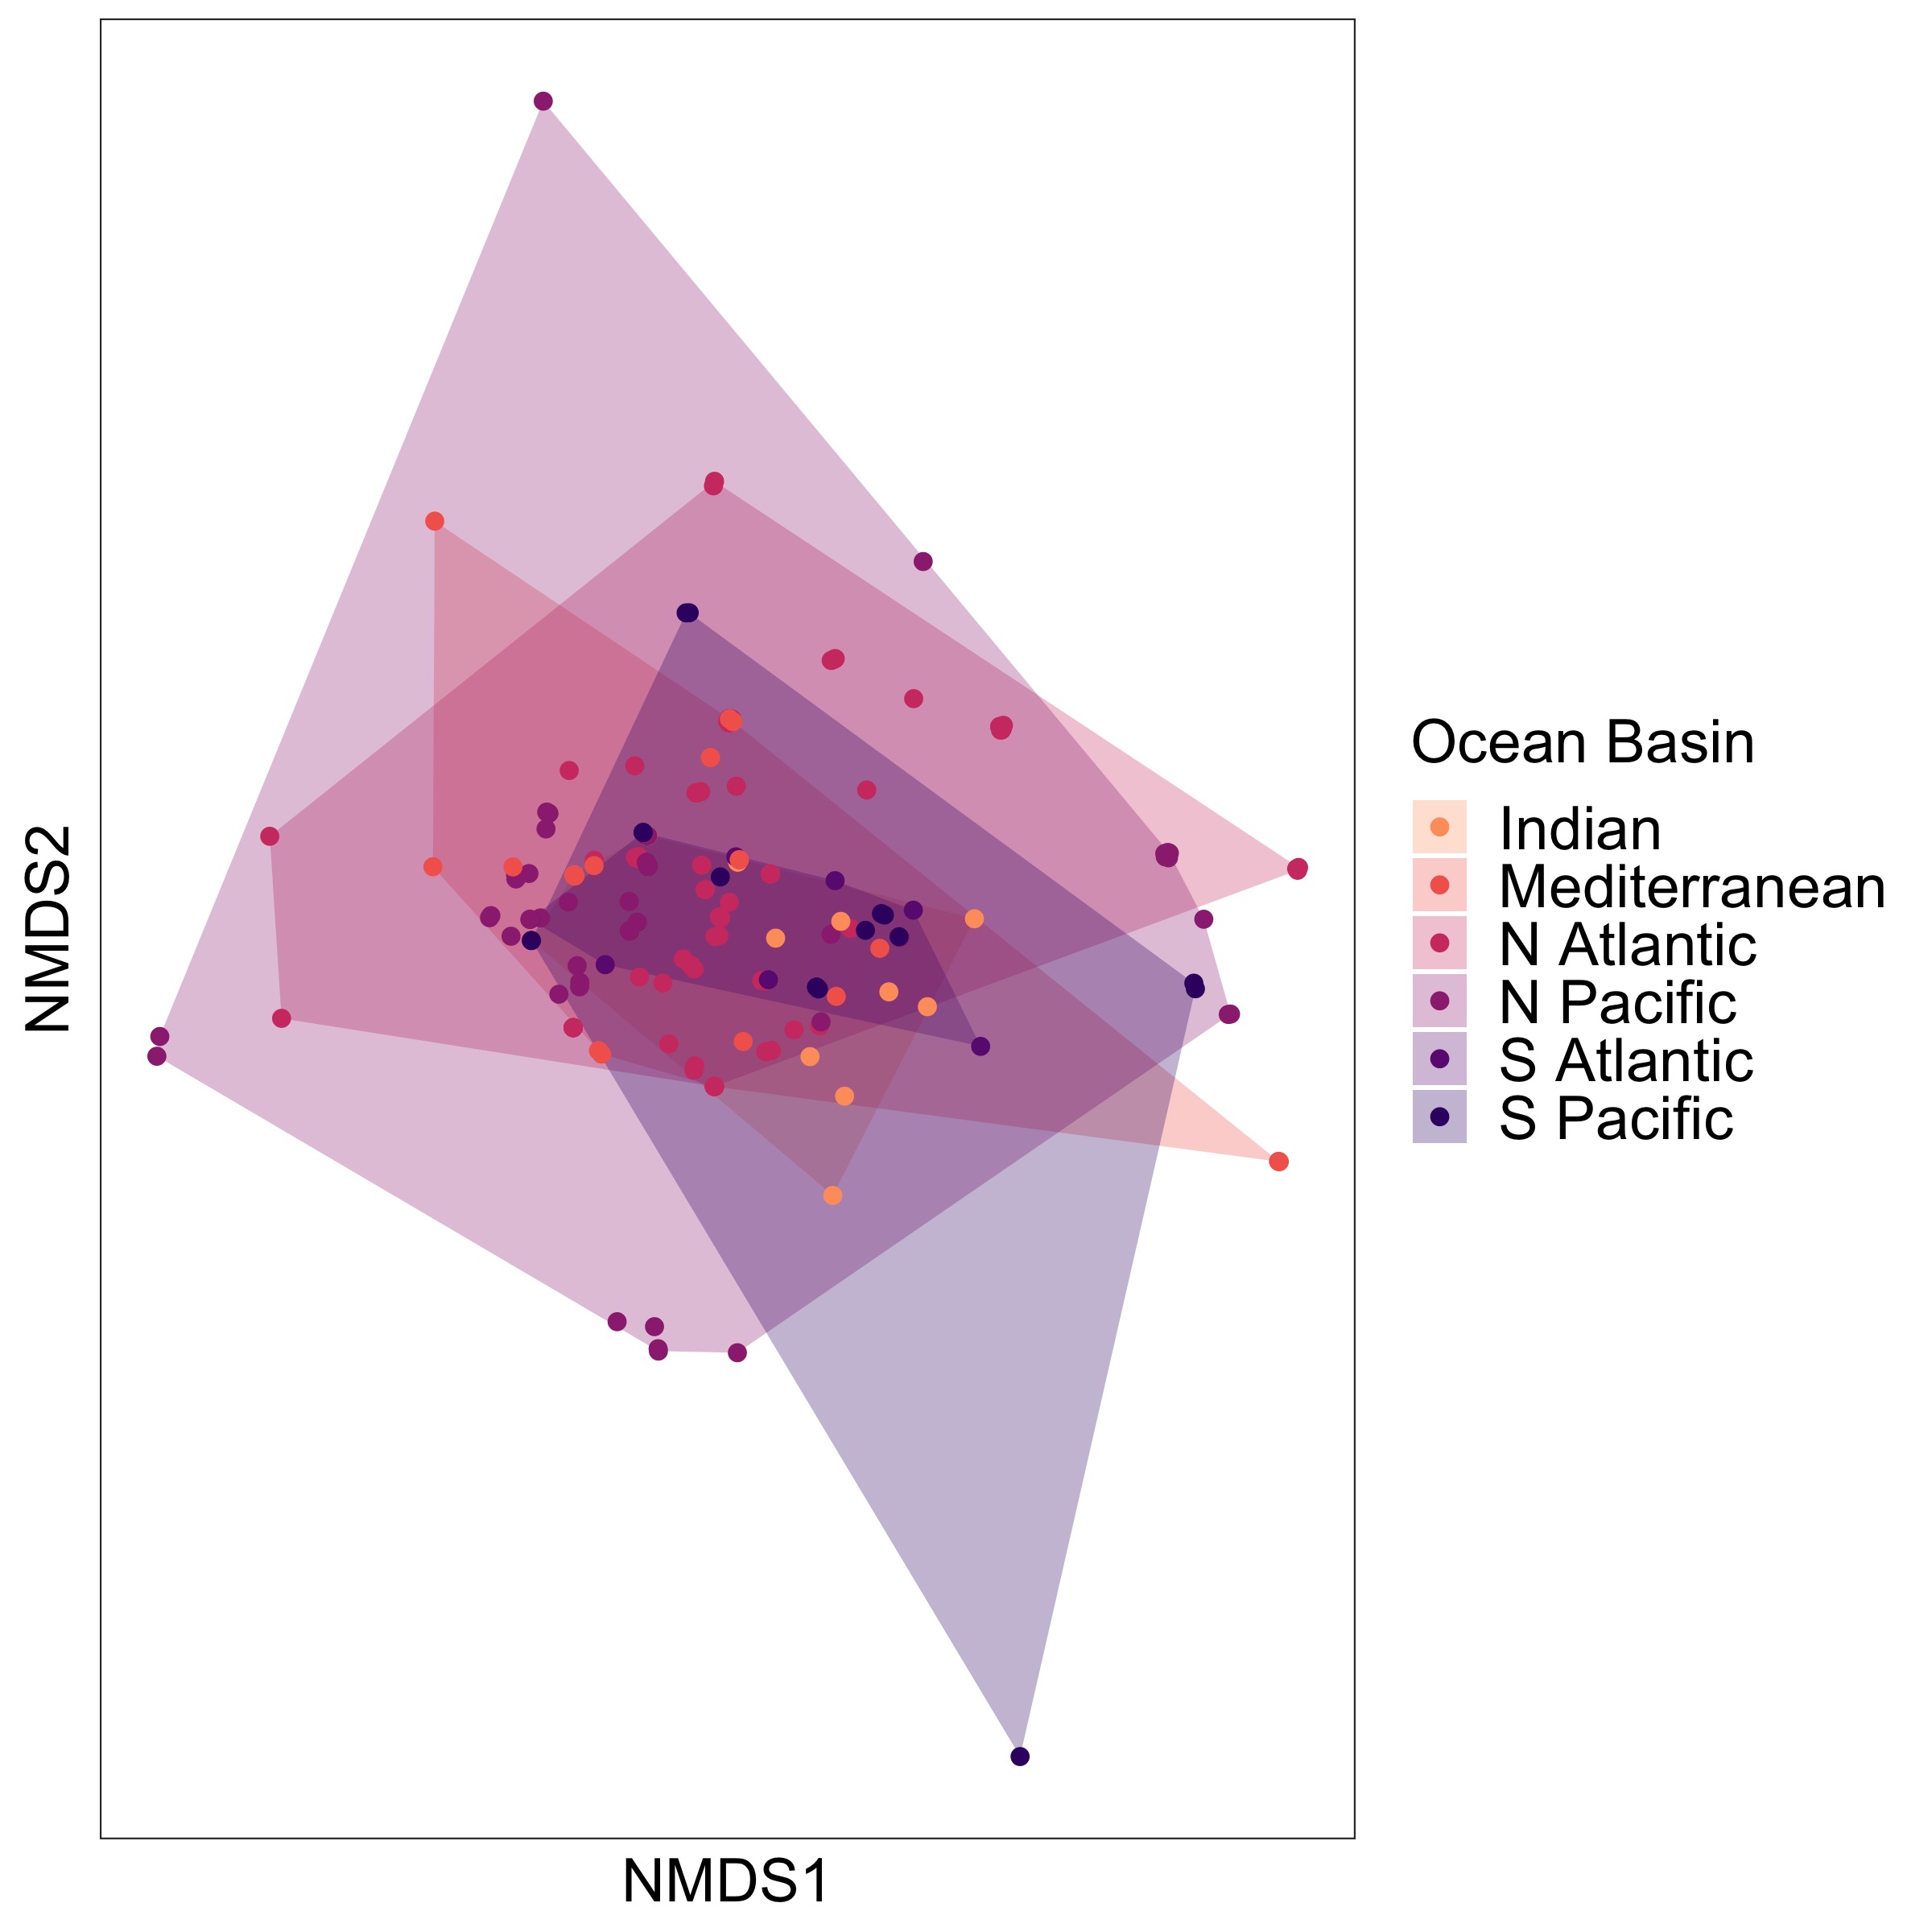 NMDS2
NMDS1
Ocean Basin
Indian
Mediterranean
N Atlantic
N Pacific
S Atlantic
S Pacific